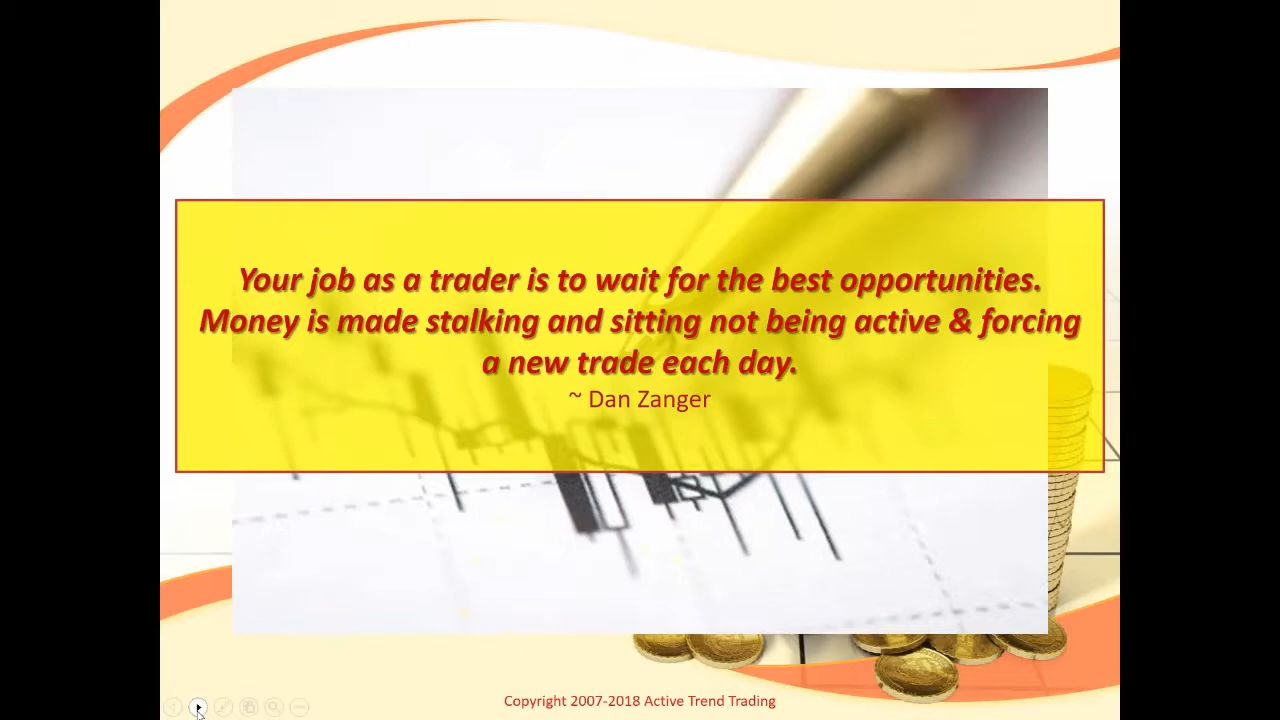 Your job as a trader is to wait for the best opportunities.
Money is made stalking and sitting not being active & forcing
a new trade each day.
~ Dan Zanger
Copyright 2007-2018 Active Trend Trading